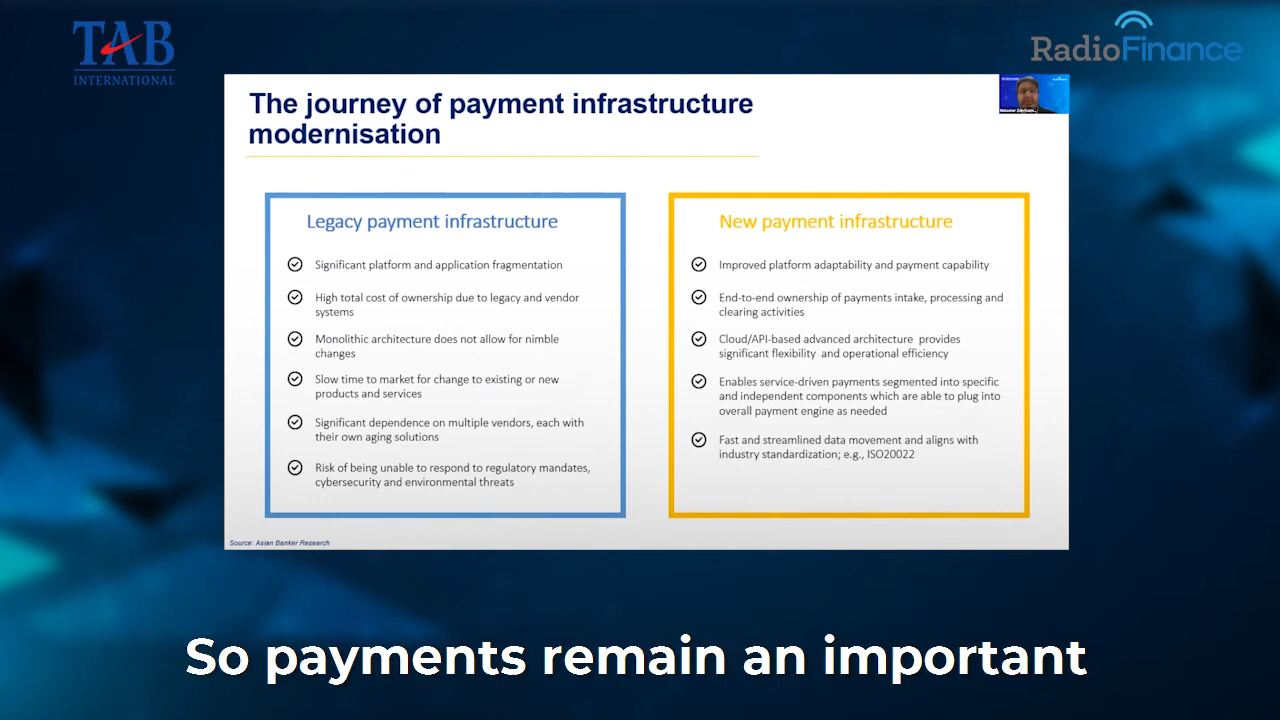 TAB
INTERNATIONAL
RadioFinance
The journey of payment infrastructure
modernisation
Legacy payment infrastructure
Significant platform and application fragmentation
High total cost of ownership due to legacy and vendor
systems
Monolithic architecture does not allow for nimble
changes
Slow time to market for change to existing or new
products and services
Significant dependence on multiple vendors, each with
their own aging solutions
Risk of being unable to respond to regulatory mandates,
cybersecurity and environmental threats
New payment infrastructure
Improved platform adaptability and payment capability
End-to-end ownership of payments intake, processing and
clearing activities
Cloud/API-based advanced architecture provides
significant flexibility and operational efficiency
Enables service-driven payments segmented into specific
and independent components which are able to plug into
overall payment engine as needed
Fast and streamlined data movement and aligns with
industry standardization; e.g., ISO20022
Source: Asian Banker Research
So payments remain an important